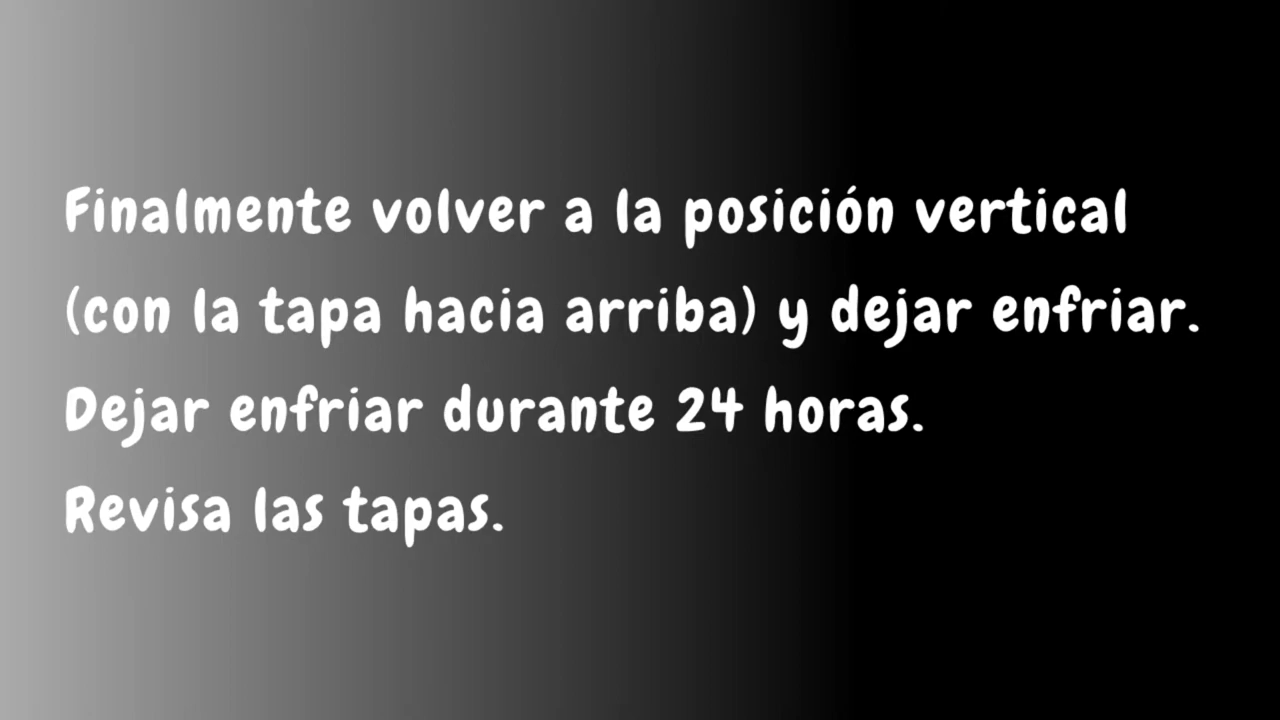 Finalmente volver a la posición vertical
(con la tapa hacia arriba) y dejar enfriar.
Dejar enfriar durante 24 horas.
Revisa las tapas.